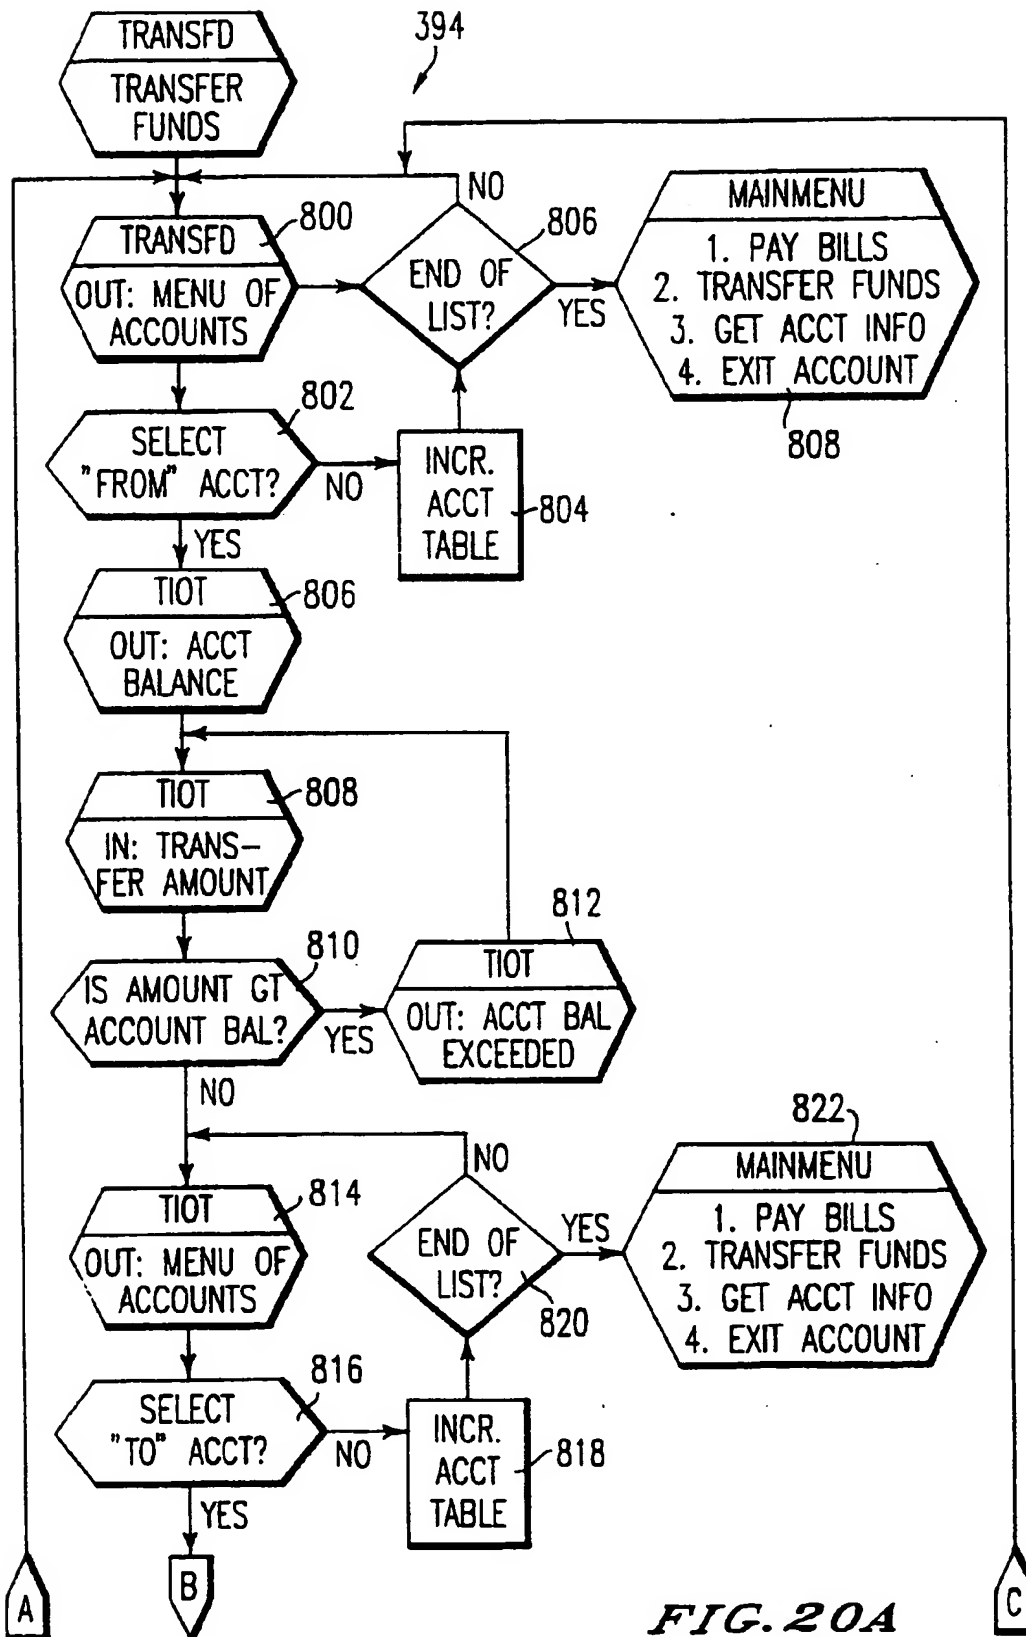 TRANSFD
TRANSFER
FUNDS
394
NO
TRANSFD
800
OUT: MENU OF
ACCOUNTS
END OF
LIST?
806
YES
MAINMENU
1. PAY BILLS
2. TRANSFER FUNDS
3. GET ACCT INFO
4. EXIT ACCOUNT
808
SELECT
"FROM" ACCT?
802
NO
INCR.
ACCT
TABLE
804
YES
TIOT
806
OUT: ACCT
BALANCE
TIOT
808
IN: TRANS-
FER AMOUNT
IS AMOUNT GT
ACCOUNT BAL?
810
YES
812
TIOT
OUT: ACCT BAL
EXCEEDED
NO
NO
TIOT
814
OUT: MENU OF
ACCOUNTS
END OF
LIST?
820
YES
822
MAINMENU
1. PAY BILLS
2. TRANSFER FUNDS
3. GET ACCT INFO
4. EXIT ACCOUNT
SELECT
"TO" ACCT?
816
NO
INCR.
ACCT
TABLE
818
YES
A
B
C
FIG. 20A